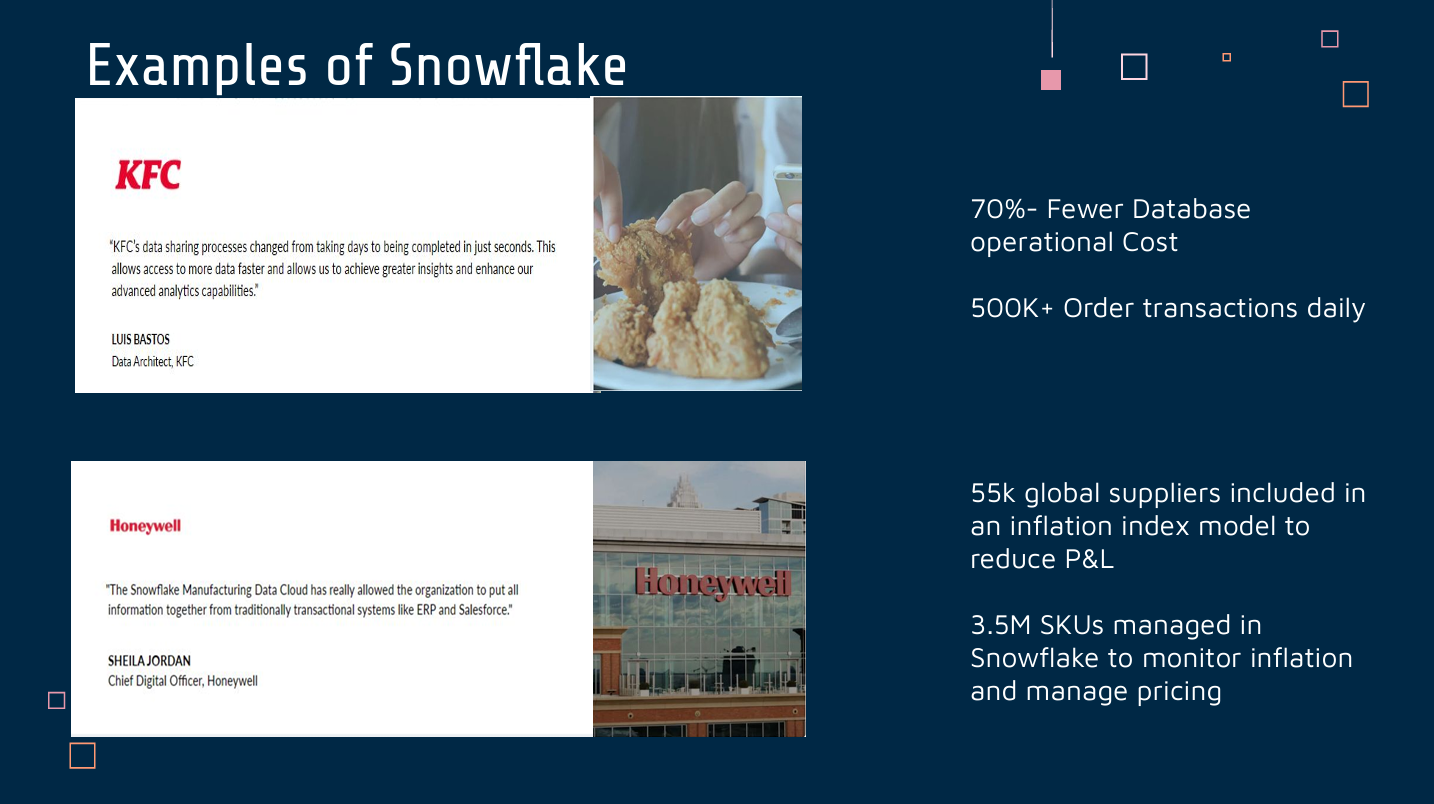 Examples of Snowflake
KFC
"KFC's data sharing processes changed from taking days to being completed in just seconds. This
allows access to more data faster and allows us to achieve greater insights and enhance our
advanced analytics capabilities."
LUIS BASTOS
Data Architect, KFC
70%- Fewer Database
operational Cost
500K+ Order transactions daily
Honeywell
"The Snowflake Manufacturing Data Cloud has really allowed the organization to put all
information together from traditionally transactional systems like ERP and Salesforce."
SHEILA JORDAN
Chief Digital Officer, Honeywell
Honeywell
55k global suppliers included in
an inflation index model to
reduce P&L
3.5M SKUs managed in
Snowflake to monitor inflation
and manage pricing